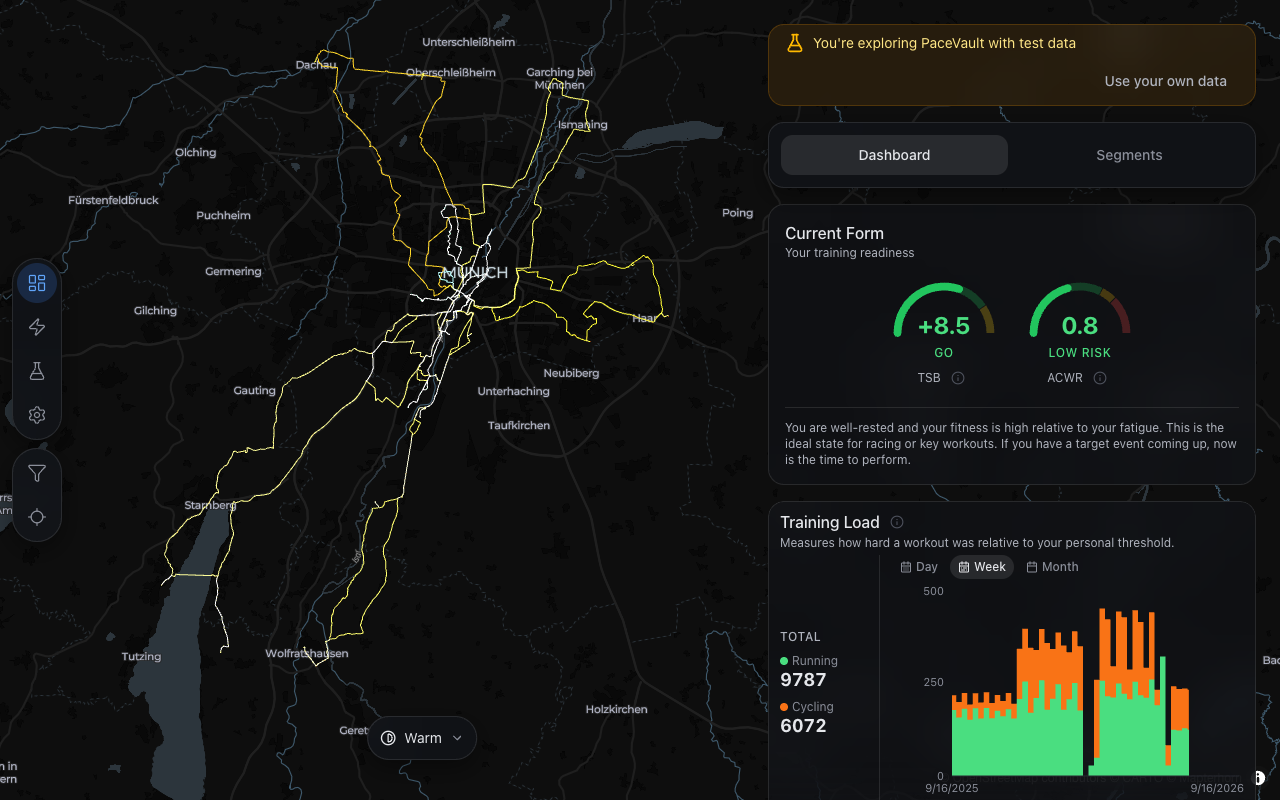 Unterschleißheim
Dachau
Oberschleißheim
Garching bei
München
Ismaning
Olching
Fürstenfeldbruck
Puchheim
Poing
Germering
MUNICH
Gilching
Haar
Neubiberg
Gauting
Unterhaching
Taufkirchen
Starnberg
Isar
Tutzing
Wolfratshausen
Holzkirchen
Geret
Warm
You're exploring PaceVault with test data
Use your own data
Dashboard
Segments
Current Form
Your training readiness
+8.5
GO
TSB
0.8
LOW RISK
ACWR
You are well-rested and your fitness is high relative to your fatigue. This is the
ideal state for racing or key workouts. If you have a target event coming up, now
is the time to perform.
Training Load
Measures how hard a workout was relative to your personal threshold.
Day
Week
Month
TOTAL
Running
9787
Cycling
6072
500
250
0
9/16/2025
9/16/2026